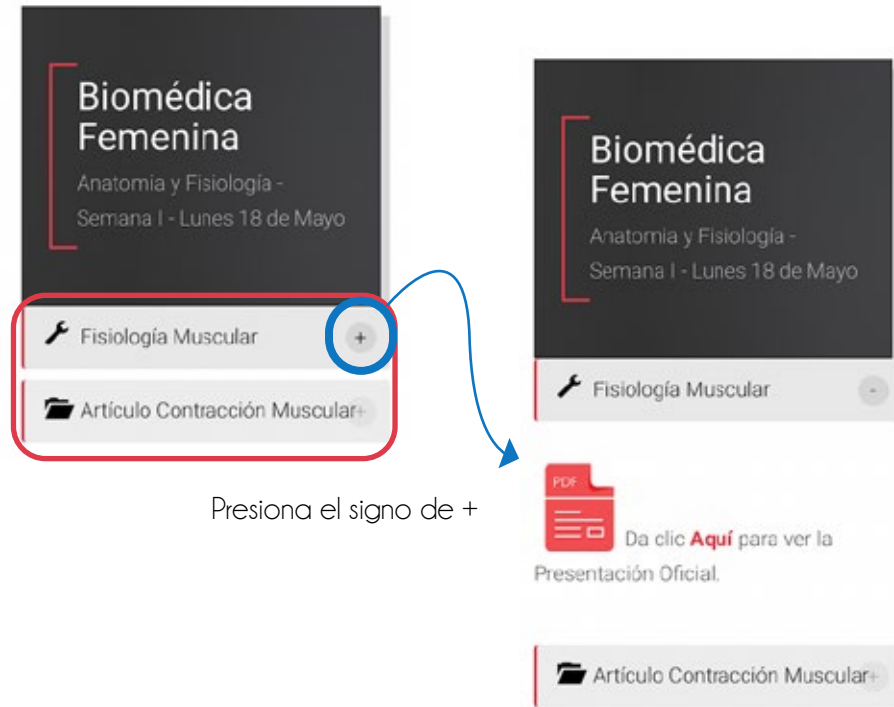 Biomédica
Femenina
Anatomia y Fisiología -
Semana I - Lunes 18 de Mayo
Fisiología Muscular +
Artículo Contracción Muscular+
Presiona el signo de +
Biomédica
Femenina
Anatomia y Fisiología -
Semana I - Lunes 18 de Mayo
Fisiología Muscular -
PDF
Da clic Aquí para ver la
Presentación Oficial.
Artículo Contracción Muscular+